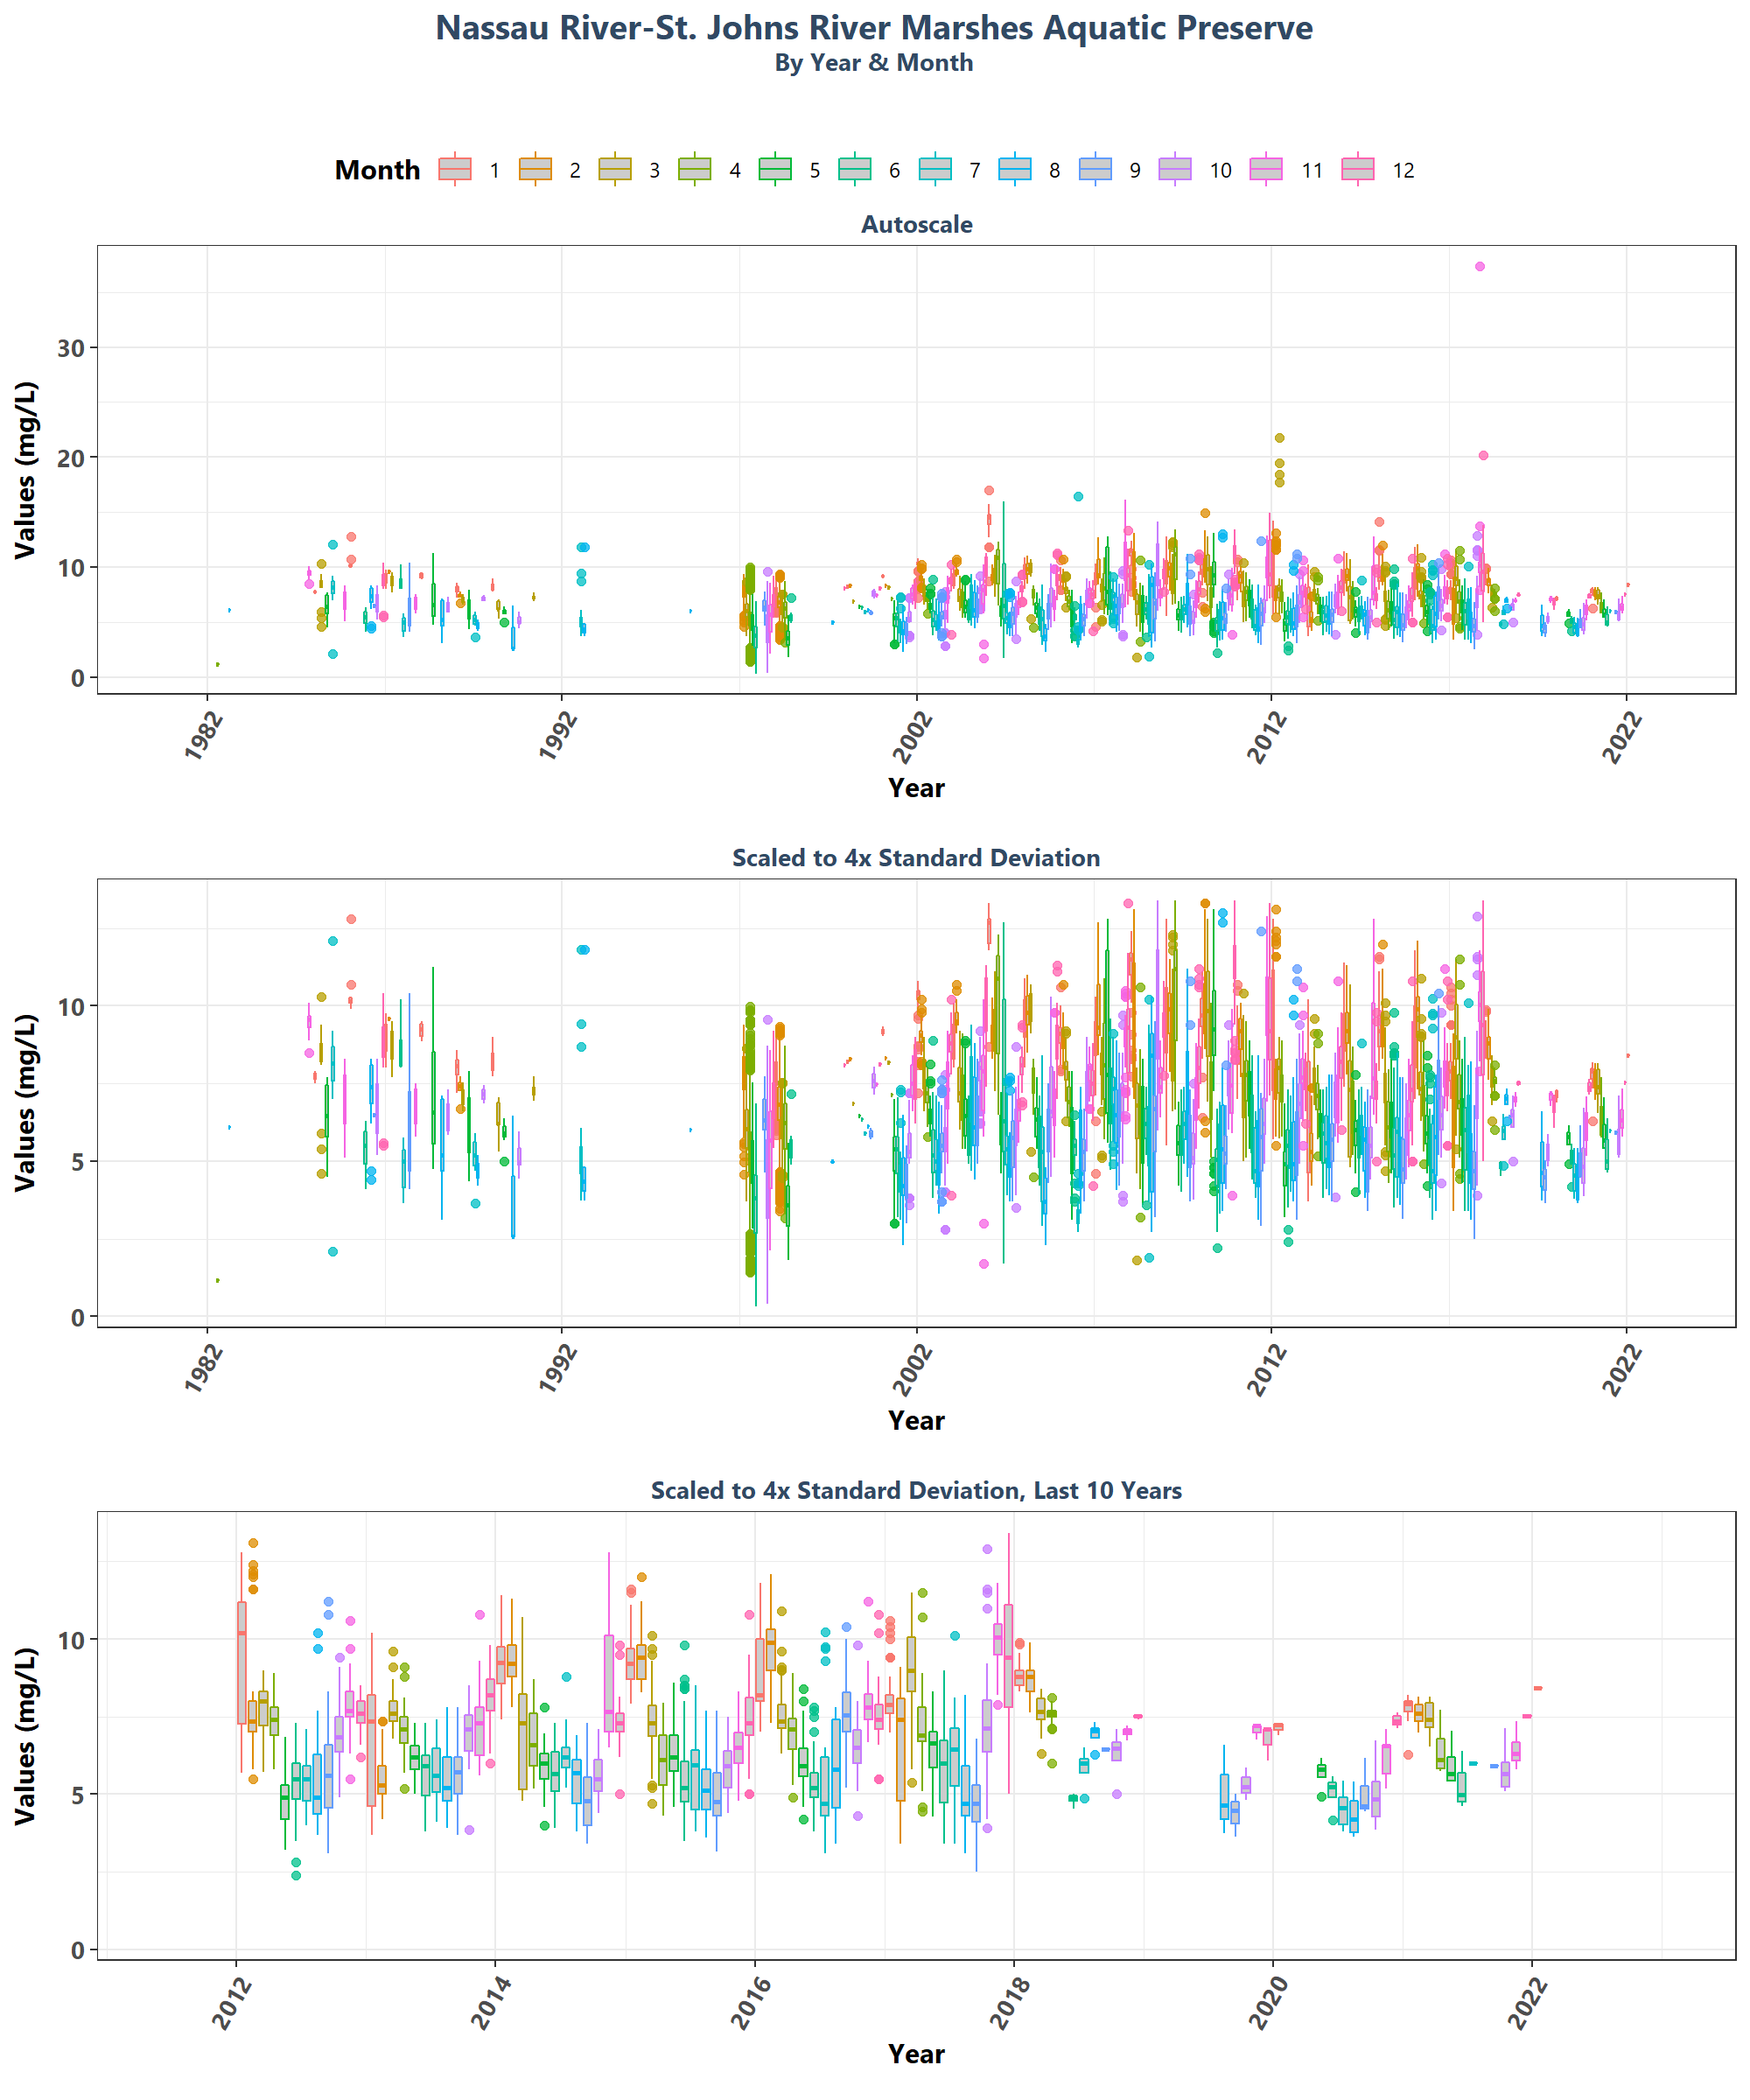 Nassau River-St. Johns River Marshes Aquatic Preserve
By Year & Month
Month 1 2 3 4 5 6 7 8 9 10 11 12
Autoscale
Values (mg/L)
30
20
10
0
1982 1992 2002 2012 2022
Year
Scaled to 4x Standard Deviation
Values (mg/L)
10
5
0
1982 1992 2002 2012 2022
Year
Scaled to 4x Standard Deviation, Last 10 Years
Values (mg/L)
10
5
0
2012 2014 2016 2018 2020 2022
Year